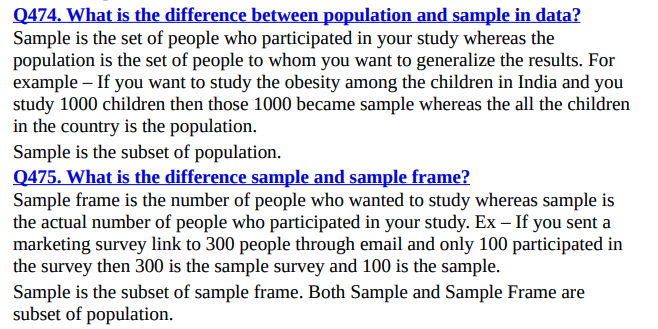 Q474. What is the difference between population and sample in data?
Sample is the set of people who participated in your study whereas the
population is the set of people to whom you want to generalize the results. For
example – If you want to study the obesity among the children in India and you
study 1000 children then those 1000 became sample whereas the all the children
in the country is the population.
Sample is the subset of population.
Q475. What is the difference sample and sample frame?
Sample frame is the number of people who wanted to study whereas sample is
the actual number of people who participated in your study. Ex – If you sent a
marketing survey link to 300 people through email and only 100 participated in
the survey then 300 is the sample survey and 100 is the sample.
Sample is the subset of sample frame. Both Sample and Sample Frame are
subset of population.